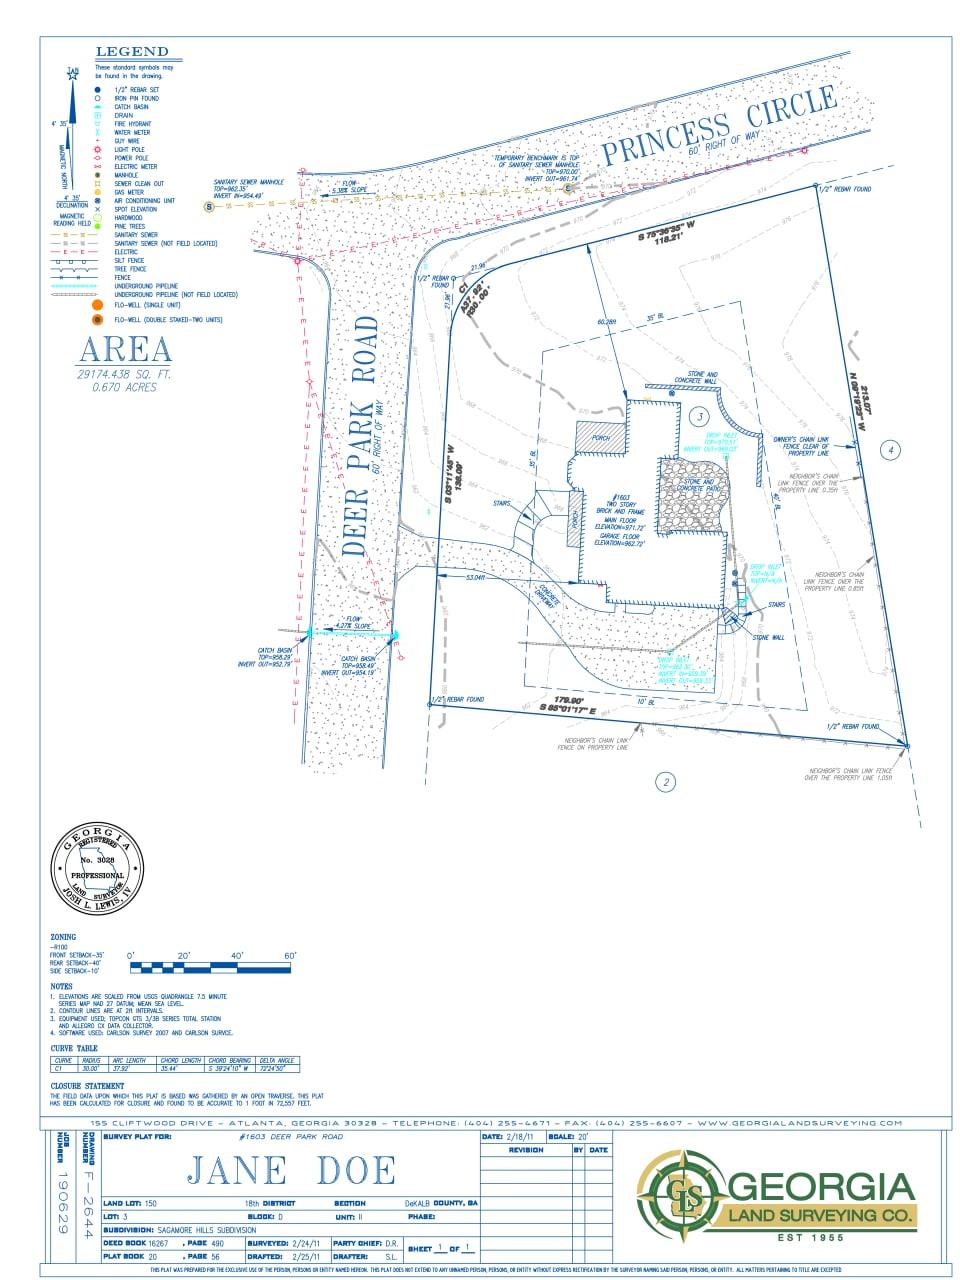 LEGEND
These standard symbols may
be found in the drawing.
1/2" REBAR SET
IRON PIN FOUND
CATCH BASIN
DRAIN
FIRE HYDRANT
WATER METER
GUY WIRE
LIGHT POLE
POWER POLE
ELECTRIC METER
MANHOLE
SEWER CLEAN OUT
GAS METER
AIR CONDITIONING UNIT
SPOT ELEVATION
HARDWOOD
PINE TREES
SANITARY SEWER
SANITARY SEWER (NOT FIELD LOCATED)
ELECTRIC
SILT FENCE
TREE FENCE
FENCE
UNDERGROUND PIPELINE
UNDERGROUND PIPELINE (NOT FIELD LOCATED)
FLO-WELL (SINGLE UNIT)
FLO-WELL (DOUBLE STAKED-TWO UNITS)
4° 35'
MAGNETIC NORTH
4° 35'
DECLINATION
MAGNETIC
READING HELD
AREA
29174.438 SQ. FT.
0.670 ACRES
PRINCESS CIRCLE
60' RIGHT OF WAY
TEMPORARY BENCHMARK IS TOP
OF SANITARY SEWER MANHOLE
TOP=970.00'
INVERT OUT=961.74'
SANITARY SEWER MANHOLE
TOP=962.35'
INVERT IN=954.49'
FLOW
5.38% SLOPE
1/2" REBAR FOUND
S 75°36'35" W
118.21'
21.96'
1/2" REBAR
FOUND
21.96'
C1
A37.92'
R30.00'
60.28ft
35' BL
DEER PARK ROAD
60' RIGHT OF WAY
STONE AND
CONCRETE WALL
3
DROP INLET
TOP=970.51'
INVERT OUT=969.03'
PORCH
213.07'
N 09°19'23" W
OWNER'S CHAIN LINK
FENCE CLEAR OF
PROPERTY LINE
4
NEIGHBOR'S CHAIN
LINK FENCE OVER THE
PROPERTY LINE 0.35ft
S 03°11'45" W
139.09'
35' BL
40' BL
STONE AND
CONCRETE PATIO
STAIRS
PORCH
#1603
TWO STORY
BRICK AND FRAME
MAIN FLOOR
ELEVATION=971.72'
GARAGE FLOOR
ELEVATION=962.72'
NEIGHBOR'S CHAIN
LINK FENCE OVER THE
PROPERTY LINE 0.85ft
DROP INLET
TOP=N/A
INVERT=N/A
53.04ft
CONCRETE
DRIVEWAY
STAIRS
STONE WALL
FLOW
4.27% SLOPE
CATCH BASIN
TOP=958.29'
INVERT OUT=952.79'
CATCH BASIN
TOP=958.49'
INVERT OUT=954.19'
DROP INLET
1/2" REBAR FOUND
179.90'
S 85°01'17" E
10' BL
1/2" REBAR FOUND
NEIGHBOR'S CHAIN LINK
FENCE ON PROPERTY LINE
NEIGHBOR'S CHAIN LINK FENCE
OVER THE PROPERTY LINE 1.05ft
2
GEORGIA
REGISTERED
No. 3028
PROFESSIONAL
LAND SURVEYOR
JOSH L. LEWIS, IV
ZONING
-R100
FRONT SETBACK-35'
REAR SETBACK-40'
SIDE SETBACK-10'
0' 20' 40' 60'
NOTES
1. ELEVATIONS ARE SCALED FROM USGS QUADRANGLE 7.5 MINUTE
SERIES MAP NAD 27 DATUM; MEAN SEA LEVEL.
2. CONTOUR LINES ARE AT 2ft INTERVALS.
3. EQUIPMENT USED; TOPCON GTS 3/3B SERIES TOTAL STATION
AND ALLEGRO CX DATA COLLECTOR.
4. SOFTWARE USED: CARLSON SURVEY 2007 AND CARLSON SURVCE.
CURVE TABLE
CURVE RADIUS ARC LENGTH CHORD LENGTH CHORD BEARING DELTA ANGLE
C1 30.00' 37.92' 35.44' S 39°24'10" W 72°24'50"
CLOSURE STATEMENT
THE FIELD DATA UPON WHICH THIS PLAT IS BASED WAS GATHERED BY AN OPEN TRAVERSE. THIS PLAT
HAS BEEN CALCULATED FOR CLOSURE AND FOUND TO BE ACCURATE TO 1 FOOT IN 72,557 FEET.
155 CLIFTWOOD DRIVE - ATLANTA, GEORGIA 30328 - TELEPHONE: (404) 255-4671 - FAX: (404) 255-6607 - WWW.GEORGIALANDSURVEYING.COM
JOB NUMBER 190629
DRAWING NUMBER F-2644
SURVEY PLAT FOR: #1603 DEER PARK ROAD
JANE DOE
LAND LOT: 150 18th DISTRICT SECTION DeKALB COUNTY, GA
LOT: 3 BLOCK: D UNIT: II PHASE:
SUBDIVISION: SAGAMORE HILLS SUBDIVISION
DEED BOOK 16267 , PAGE 490 SURVEYED: 2/24/11 PARTY CHIEF: D.R.
PLAT BOOK 20 , PAGE 56 DRAFTED: 2/25/11 DRAFTER: S.L.
SHEET 1 OF 1
DATE: 2/18/11 SCALE: 20'
REVISION BY DATE
GLS
GEORGIA
LAND SURVEYING CO.
EST 1955
THIS PLAT WAS PREPARED FOR THE EXCLUSIVE USE OF THE PERSON, PERSONS OR ENTITY NAMED HEREON. THIS PLAT DOES NOT EXTEND TO ANY UNNAMED PERSON, PERSONS, OR ENTITY WITHOUT EXPRESS RECTIFICATION BY THE SURVEYOR NAMING SAID PERSON, PERSONS, OR ENTITY. ALL MATTERS PERTAINING TO TITLE ARE EXCEPTED